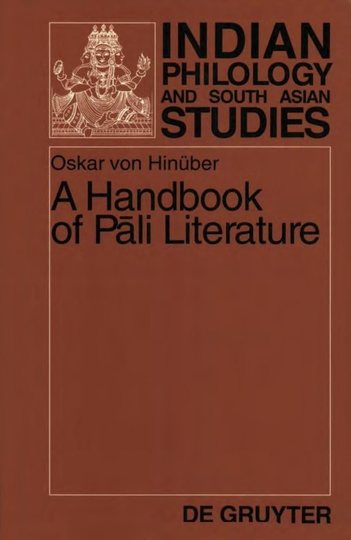 INDIAN
PHILOLOGY
AND SOUTH ASIAN
STUDIES
Oskar von Hinüber
A Handbook
of Pāli Literature
DE GRUYTER